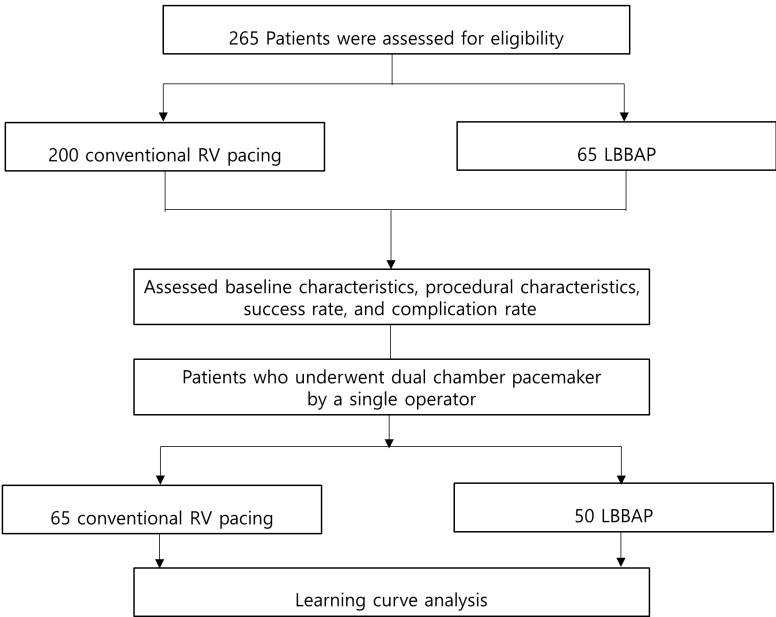 265 Patients were assessed for eligibility
200 conventional RV pacing
65 LBBAP
Assessed baseline characteristics, procedural characteristics,
success rate, and complication rate
Patients who underwent dual chamber pacemaker
by a single operator
65 conventional RV pacing
50 LBBAP
Learning curve analysis